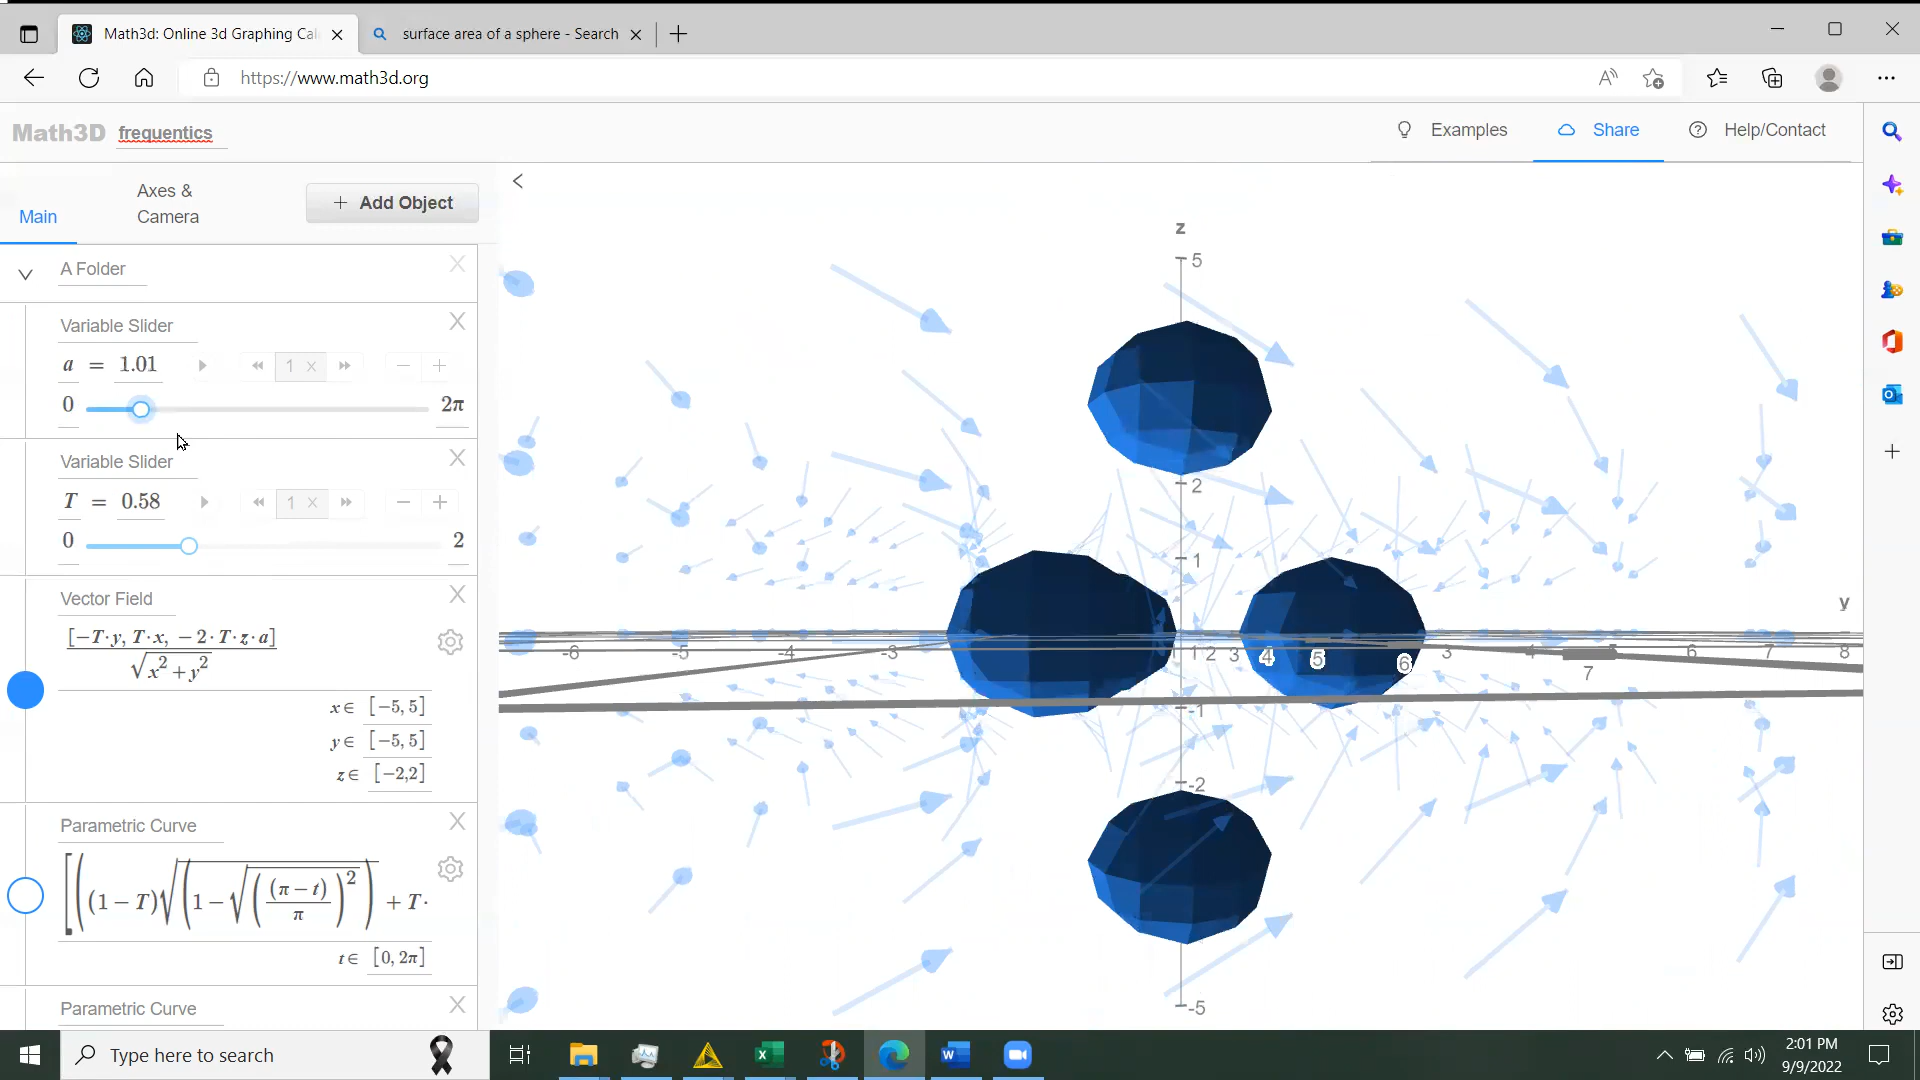 Math3d: Online 3d Graphing Cal
surface area of a sphere - Search
https://www.math3d.org
Math3D frequentics
Examples
Share
Help/Contact
Main
Axes &
Camera
+ Add Object
A Folder
X
Variable Slider
X
a = 1.01
1 x
0
2π
Variable Slider
X
T = 0.58
1 X
0
2
Vector Field
X
[−T·y, T·x, −2·T·z·a]
√x²+y²
x∈ [−5,5]
y∈ [−5,5]
z∈ [−2,2]
Parametric Curve
X
[((1−T)√(1−√((π−t)/π)²)+T·
t∈ [0,2π]
Parametric Curve
X
z
5
2
1
y
-6 -5 -4 -3 1 2 3 4 5 6 3 4 6 7 8
7
-1
-2
-5
Type here to search
2:01 PM
9/9/2022